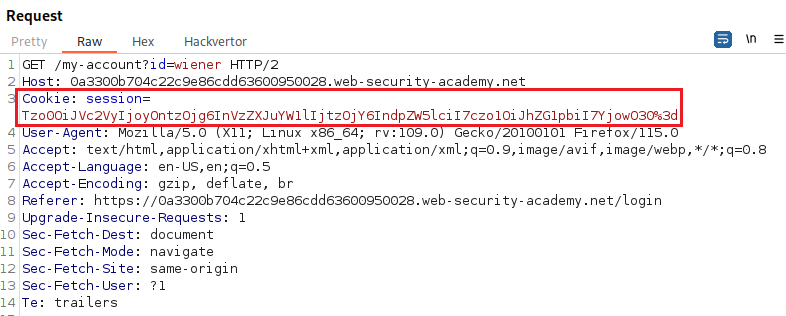 Request
Pretty Raw Hex Hackvertor
\n
1 GET /my-account?id=wiener HTTP/2
2 Host: 0a3300b704c22c9e86cdd63600950028.web-security-academy.net
3 Cookie: session=
Tzo0OiJVc2VyIjoyOntzOjg6InVzZXJuYW1lIjtzOjY6IndpZW5lciI7czo1OiJhZG1pbiI7YjowO30%3d
4 User-Agent: Mozilla/5.0 (X11; Linux x86_64; rv:109.0) Gecko/20100101 Firefox/115.0
5 Accept: text/html,application/xhtml+xml,application/xml;q=0.9,image/avif,image/webp,*/*;q=0.8
6 Accept-Language: en-US,en;q=0.5
7 Accept-Encoding: gzip, deflate, br
8 Referer: https://0a3300b704c22c9e86cdd63600950028.web-security-academy.net/login
9 Upgrade-Insecure-Requests: 1
10 Sec-Fetch-Dest: document
11 Sec-Fetch-Mode: navigate
12 Sec-Fetch-Site: same-origin
13 Sec-Fetch-User: ?1
14 Te: trailers